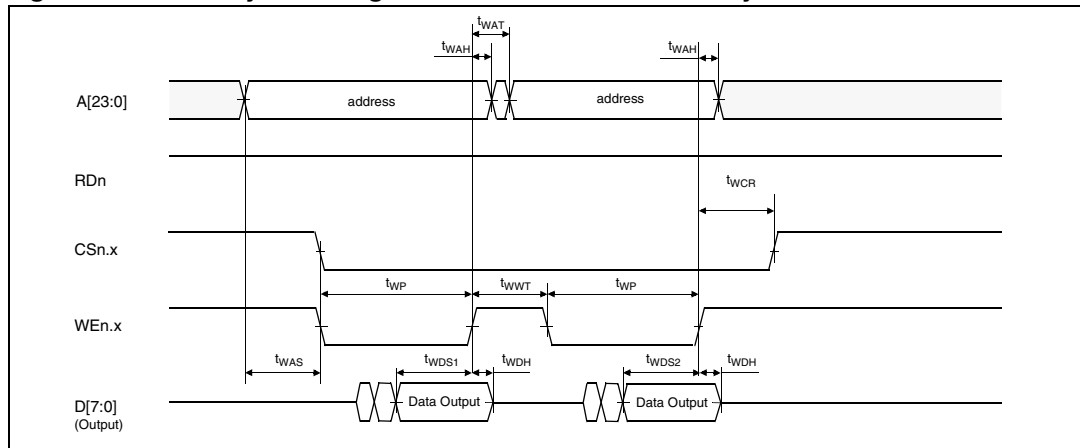 tWAT
tWAH
tWAH
A[23:0]
address
address
RDn
tWCR
CSn.x
tWP
tWWT
tWP
WEn.x
tWAS
tWDS1
tWDH
tWDS2
tWDH
D[7:0]
(Output)
Data Output
Data Output